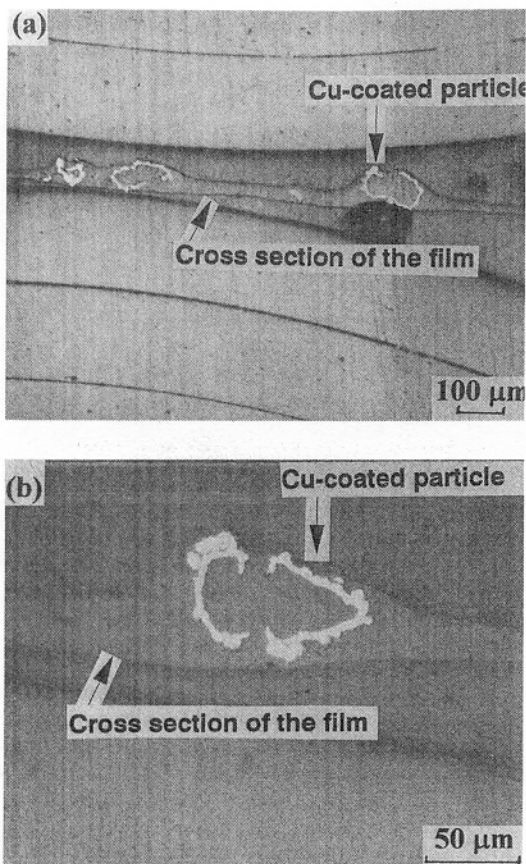 (a)
Cu-coated particle
Cross section of the film
100 μm
(b)
Cu-coated particle
Cross section of the film
50 μm